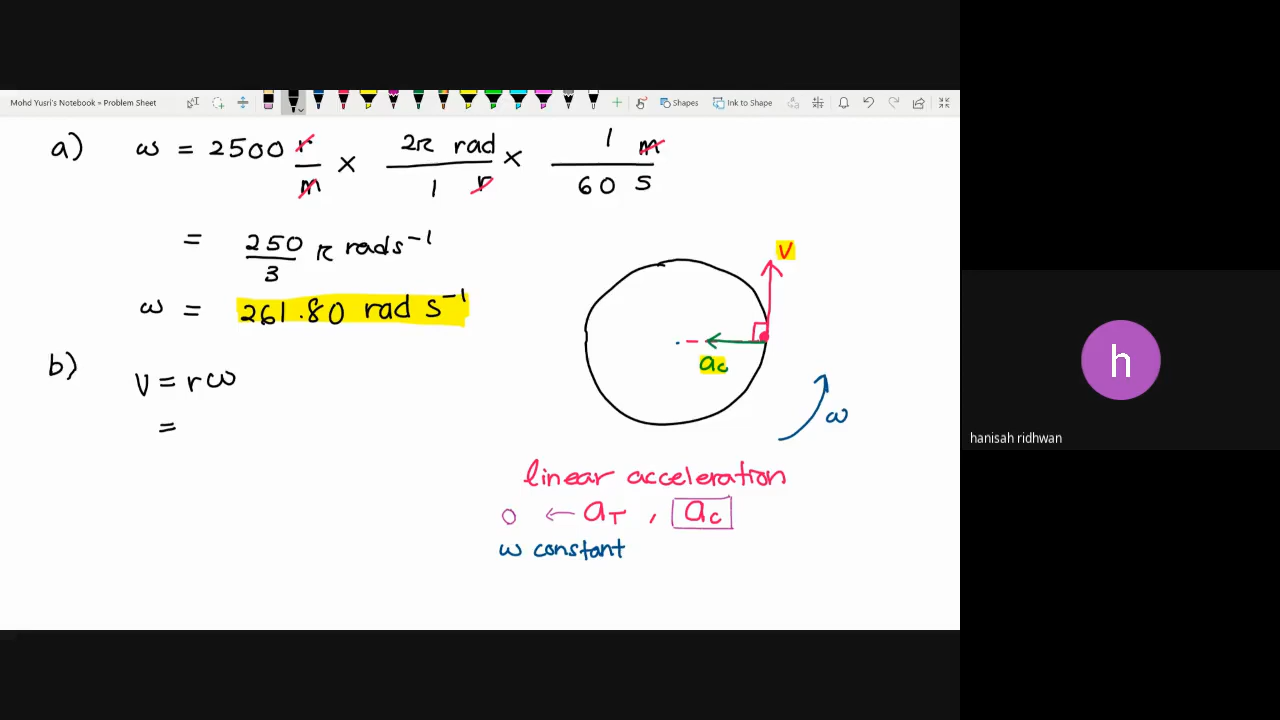 Mohd Yusri's Notebook » Problem Sheet
Shapes
Ink to Shape
a) ω = 2500 r/m × 2π rad / 1 r × 1 m / 60 s
= 250/3 π rads⁻¹
ω = 261.80 rad s⁻¹
b) v = rω
=
v
ac
ω
linear acceleration
0 ← aT , ac
ω constant
h
hanisah ridhwan